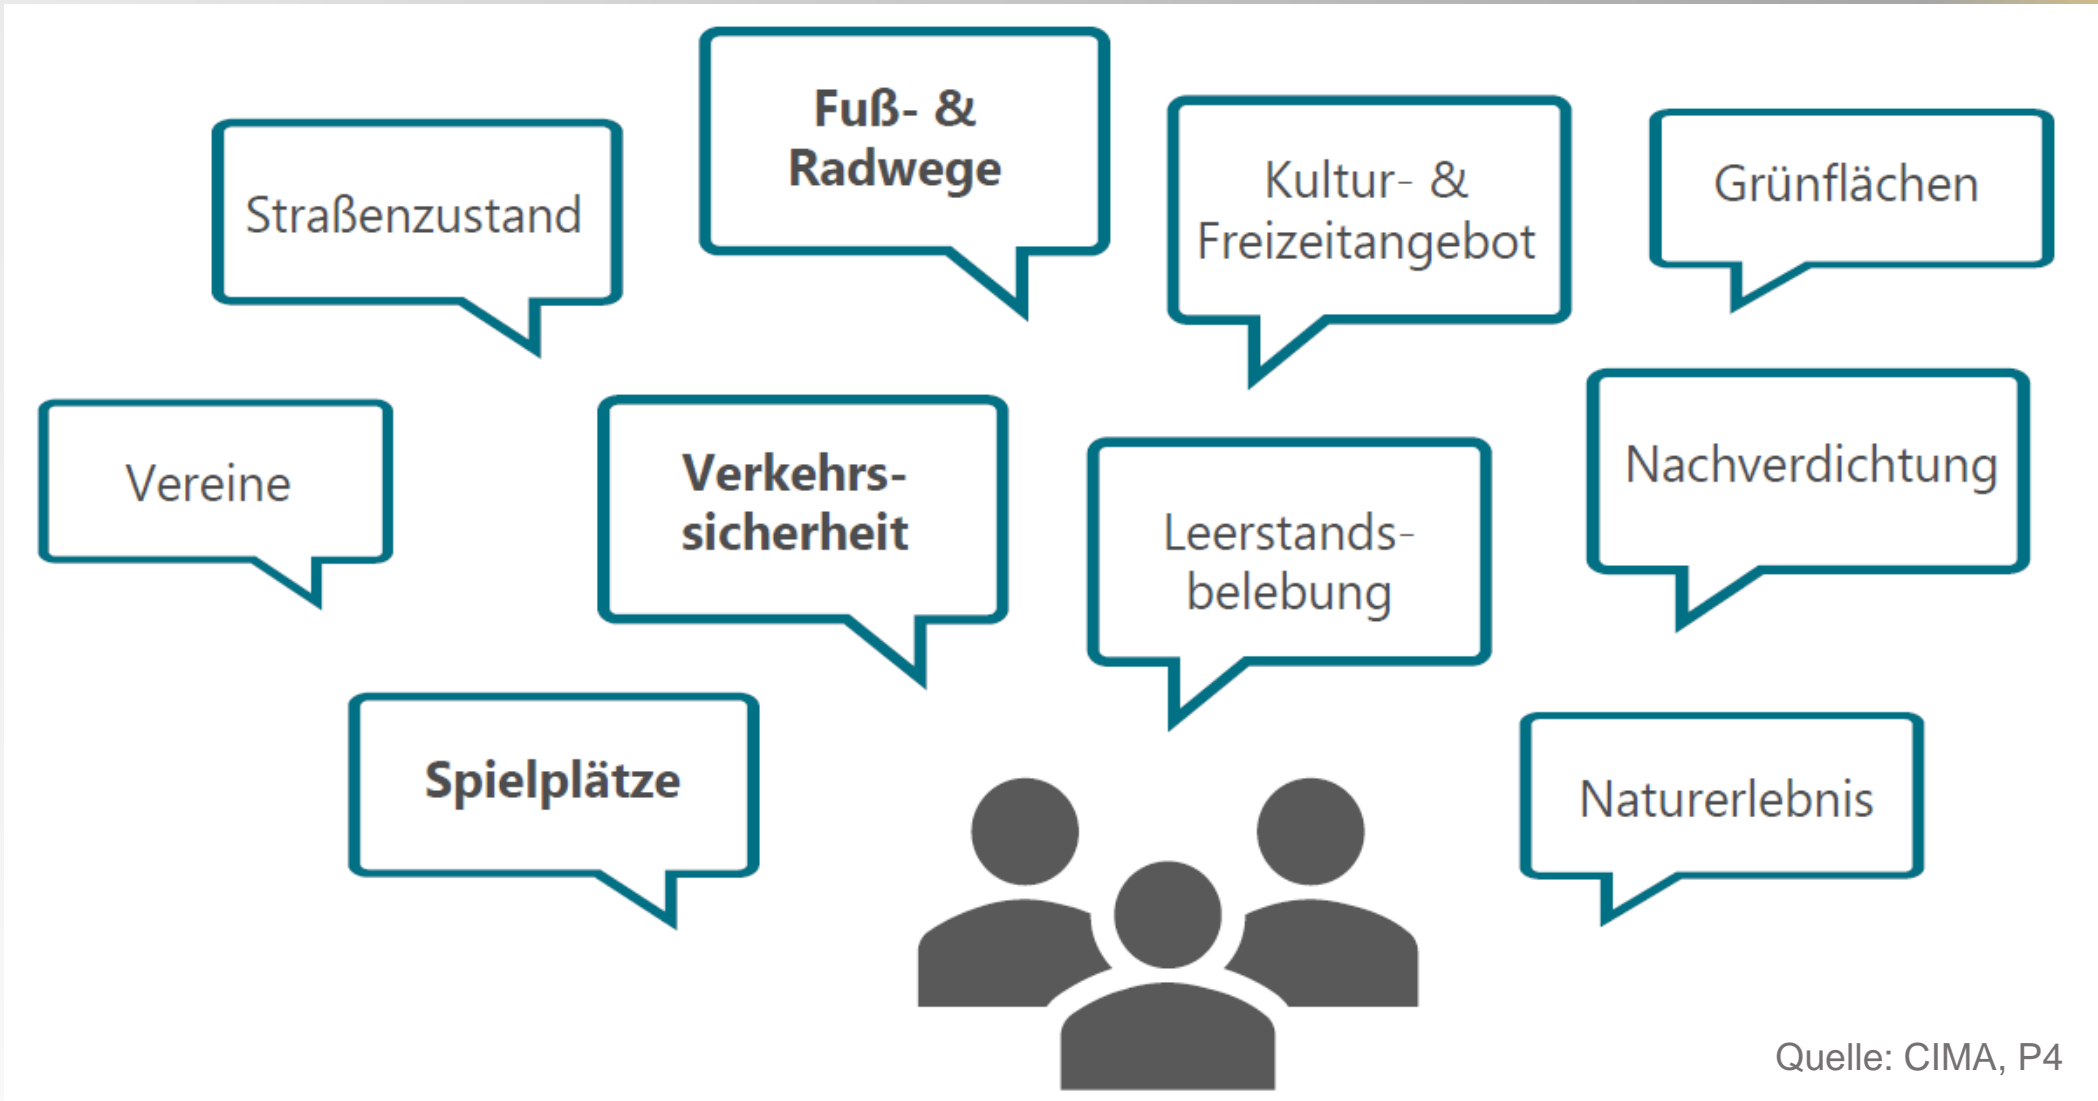 Fuß- &
Radwege
Straßenzustand
Kultur- &
Freizeitangebot
Grünflächen
Vereine
Verkehrs-
sicherheit
Leerstands-
belebung
Nachverdichtung
Spielplätze
Naturerlebnis
Quelle: CIMA, P4